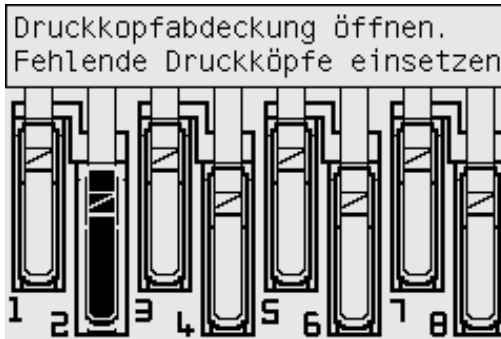 Druckkopfabdeckung öffnen.
Fehlende Druckköpfe einsetzen
1 2 3 4 5 6 7 8